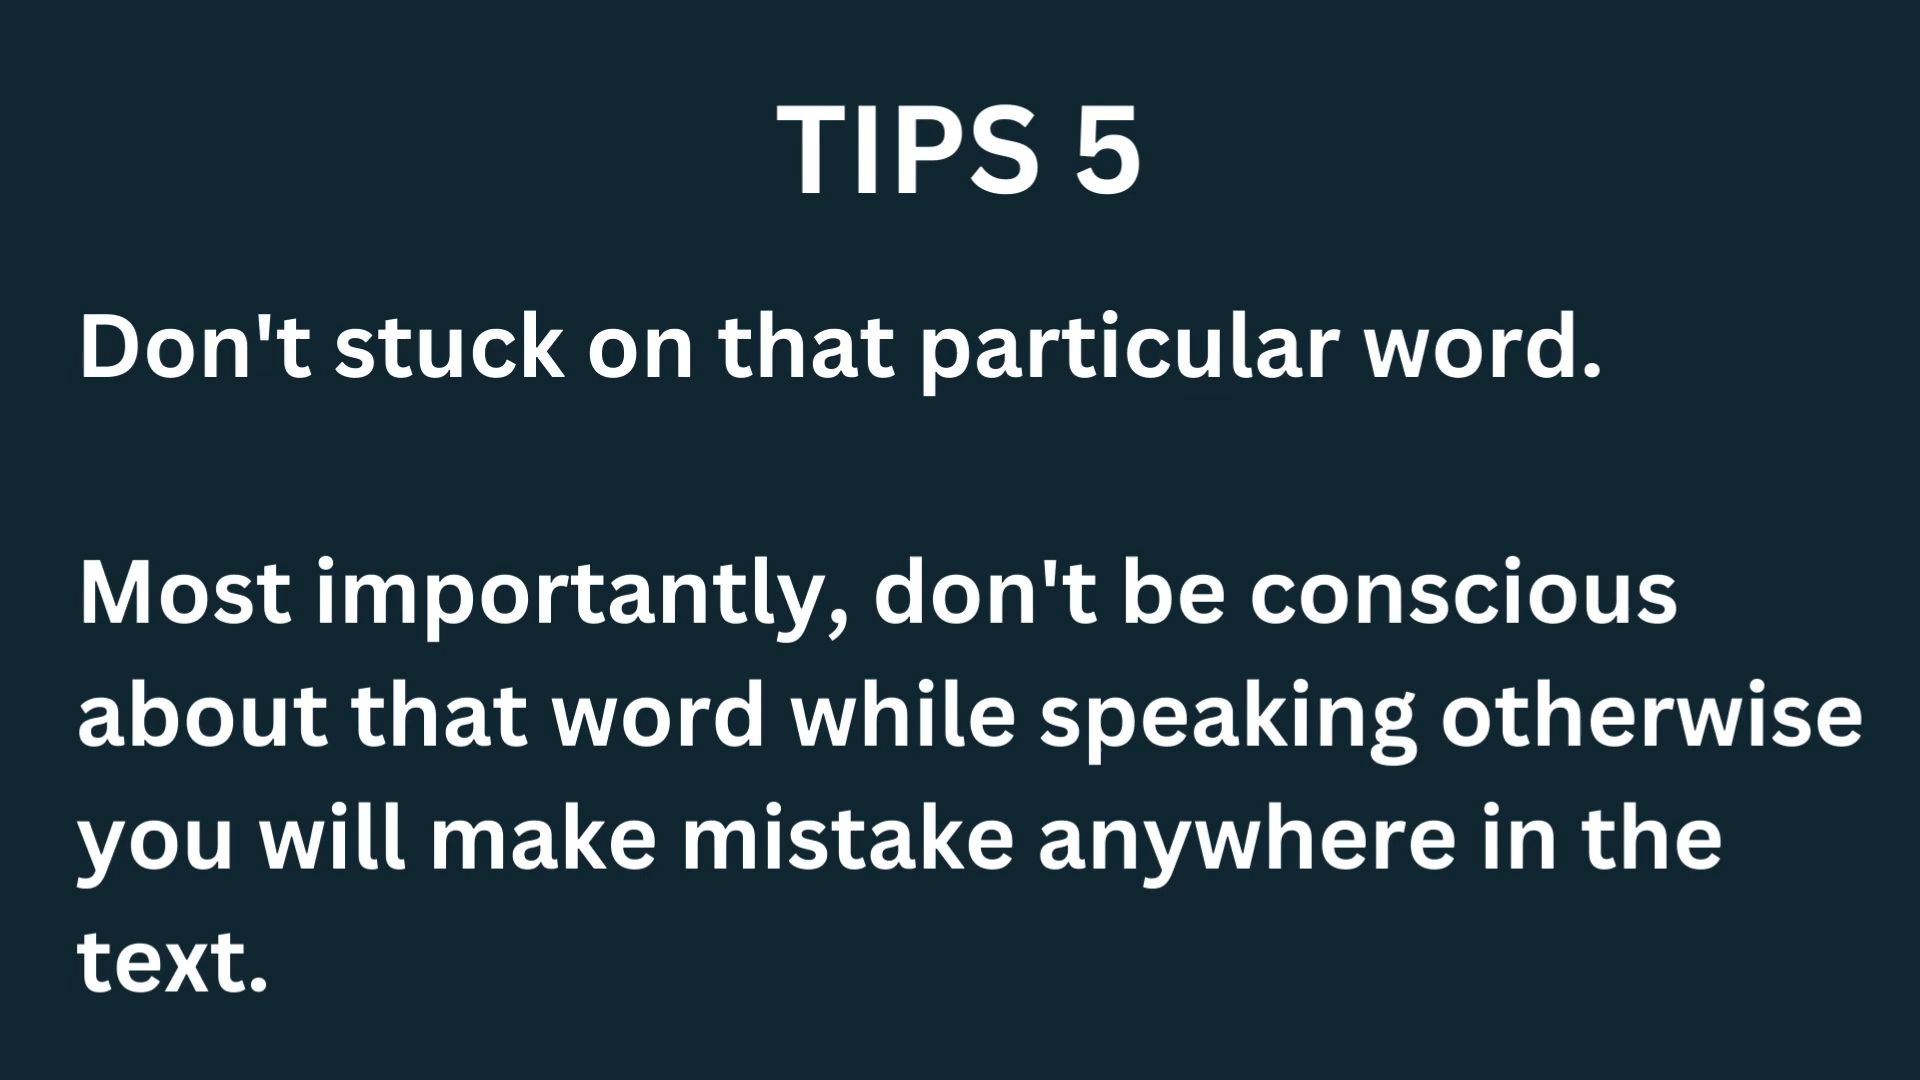 TIPS 5
Don't stuck on that particular word.
Most importantly, don't be conscious
about that word while speaking otherwise
you will make mistake anywhere in the
text.